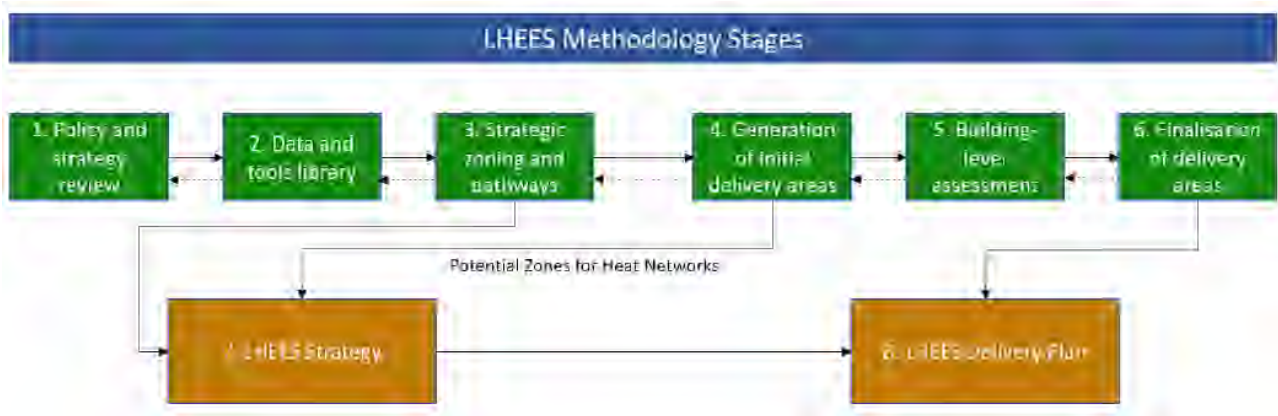 LHEES Methodology Stages
1. Policy and
strategy
review
2. Data and
tools library
3. Strategic
zoning and
pathways
4. Generation
of initial
delivery areas
5. Building-
level
assessment
6. Finalisation
of delivery
areas
Potential Zones for Heat Networks
7. LHEES Strategy
8. LHEES Delivery Plan